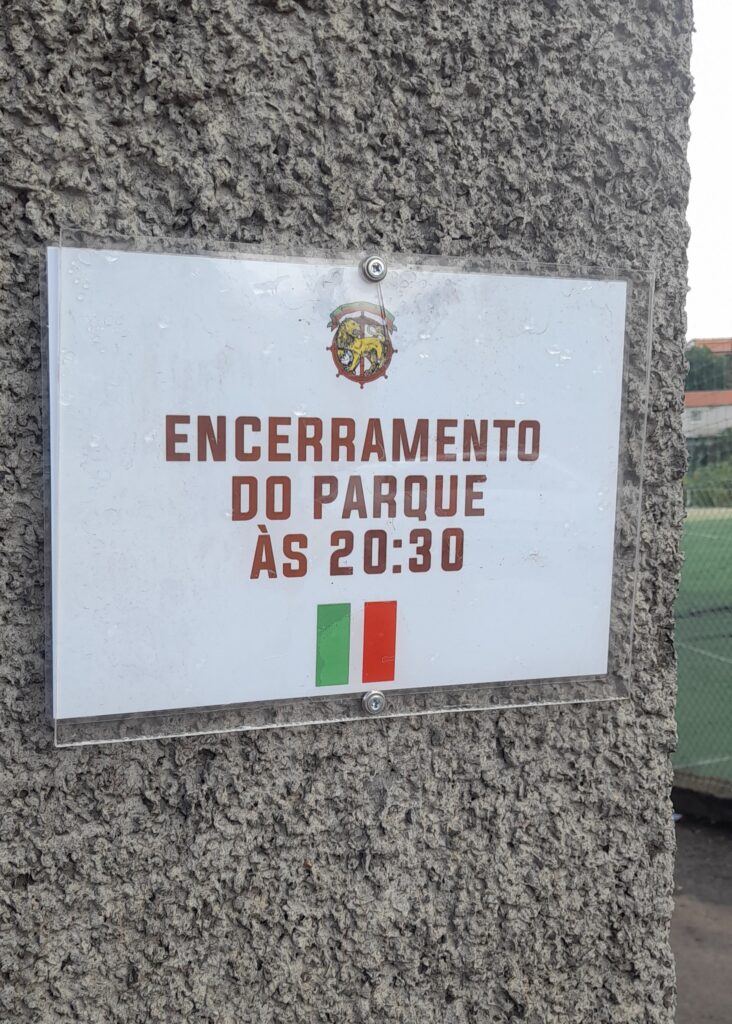 ENCERRAMENTO
DO PARQUE
ÀS 20:30